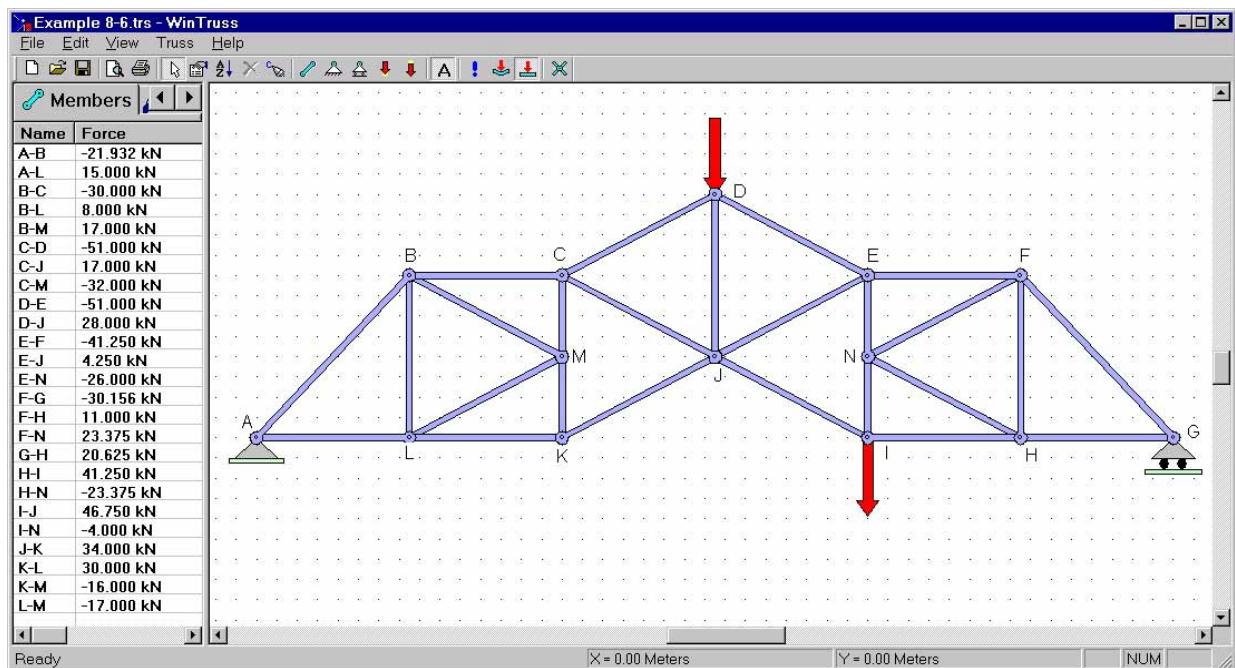 Example 8-6.trs - WinTruss
File Edit View Truss Help
A
Members
Name Force
A-B -21.932 kN
A-L 15.000 kN
B-C -30.000 kN
B-L 8.000 kN
B-M 17.000 kN
C-D -51.000 kN
C-J 17.000 kN
C-M -32.000 kN
D-E -51.000 kN
D-J 28.000 kN
E-F -41.250 kN
E-J 4.250 kN
E-N -26.000 kN
F-G -30.156 kN
F-H 11.000 kN
F-N 23.375 kN
G-H 20.625 kN
H-I 41.250 kN
H-N -23.375 kN
I-J 46.750 kN
I-N -4.000 kN
J-K 34.000 kN
K-L 30.000 kN
K-M -16.000 kN
L-M -17.000 kN
D
B C E F
M J N
A L K I H G
Ready X = 0.00 Meters Y = 0.00 Meters NUM